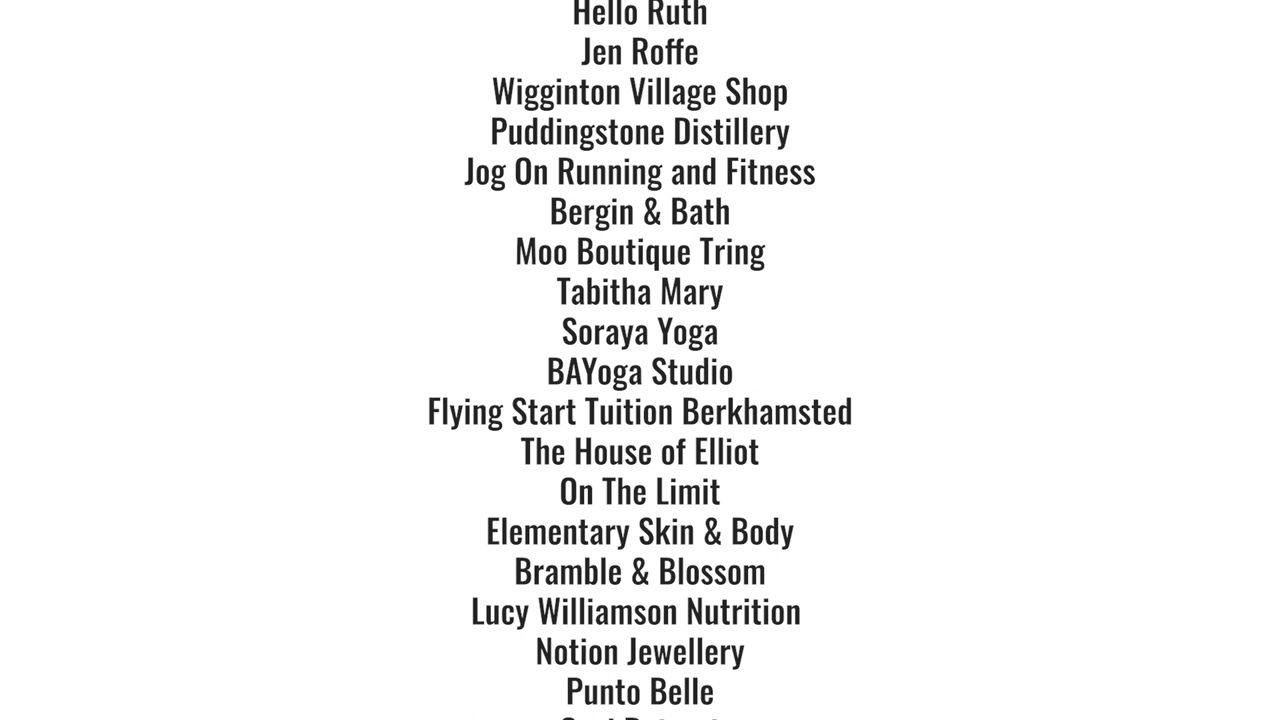 Hello Ruth
Jen Roffe
Wigginton Village Shop
Puddingstone Distillery
Jog On Running and Fitness
Bergin & Bath
Moo Boutique Tring
Tabitha Mary
Soraya Yoga
BAYoga Studio
Flying Start Tuition Berkhamsted
The House of Elliot
On The Limit
Elementary Skin & Body
Bramble & Blossom
Lucy Williamson Nutrition
Notion Jewellery
Punto Belle